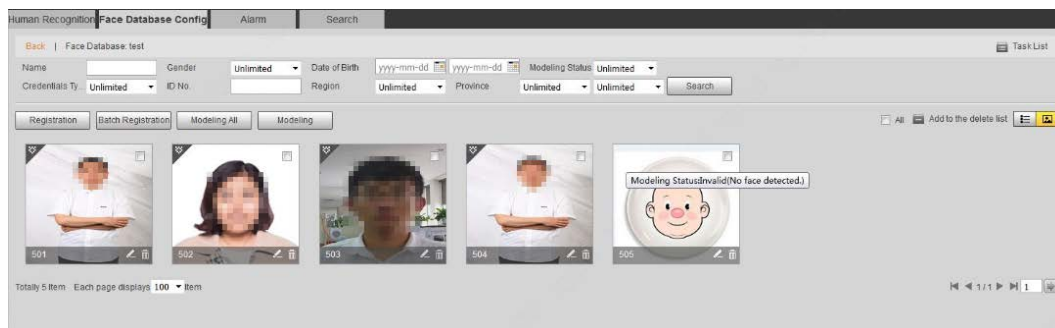 Human Recognition Face Database Config Alarm Search
Back | Face Database: test Task List
Name Gender Unlimited Date of Birth yyyy-mm-dd yyyy-mm-dd Modeling Status Unlimited
Credentials Ty.. Unlimited ID No. Region Unlimited Province Unlimited Unlimited Search
Registration Batch Registration Modeling All Modeling All Add to the delete list
Modeling Status:Invalid(No face detected.)
501 502 503 504 505
Totally 5 Item Each page displays 100 Item 1/1 1